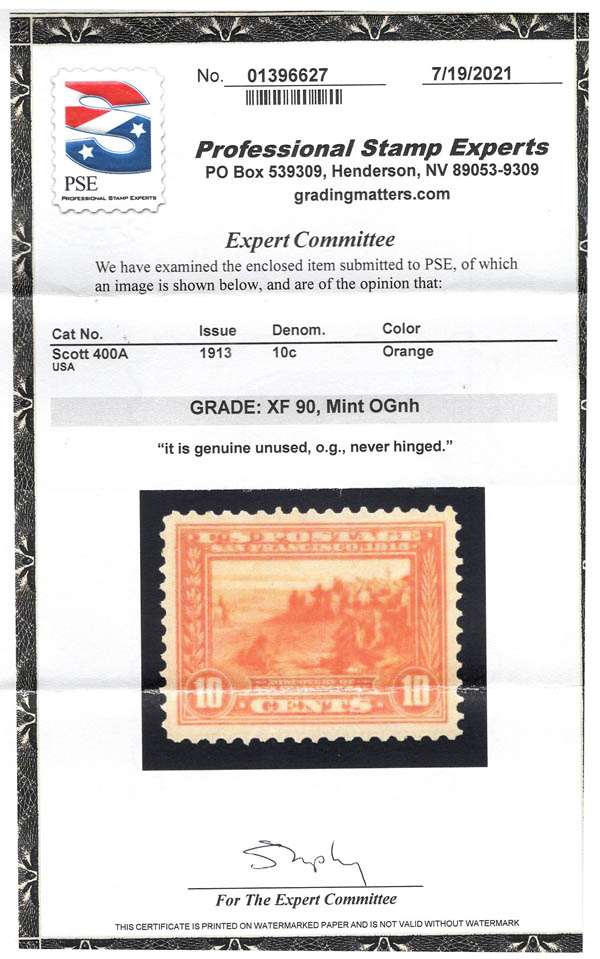 No. 01396627
7/19/2021
PSE
PROFESSIONAL STAMP EXPERTS
Professional Stamp Experts
PO Box 539309, Henderson, NV 89053-9309
gradingmatters.com
Expert Committee
We have examined the enclosed item submitted to PSE, of which
an image is shown below, and are of the opinion that:
Cat No. Issue Denom. Color
Scott 400A 1913 10c Orange
USA
GRADE: XF 90, Mint OGnh
“it is genuine unused, o.g., never hinged.”
U.S. POSTAGE
SAN FRANCISCO 1915
DISCOVERY OF
10 CENTS 10
For The Expert Committee
THIS CERTIFICATE IS PRINTED ON WATERMARKED PAPER AND IS NOT VALID WITHOUT WATERMARK